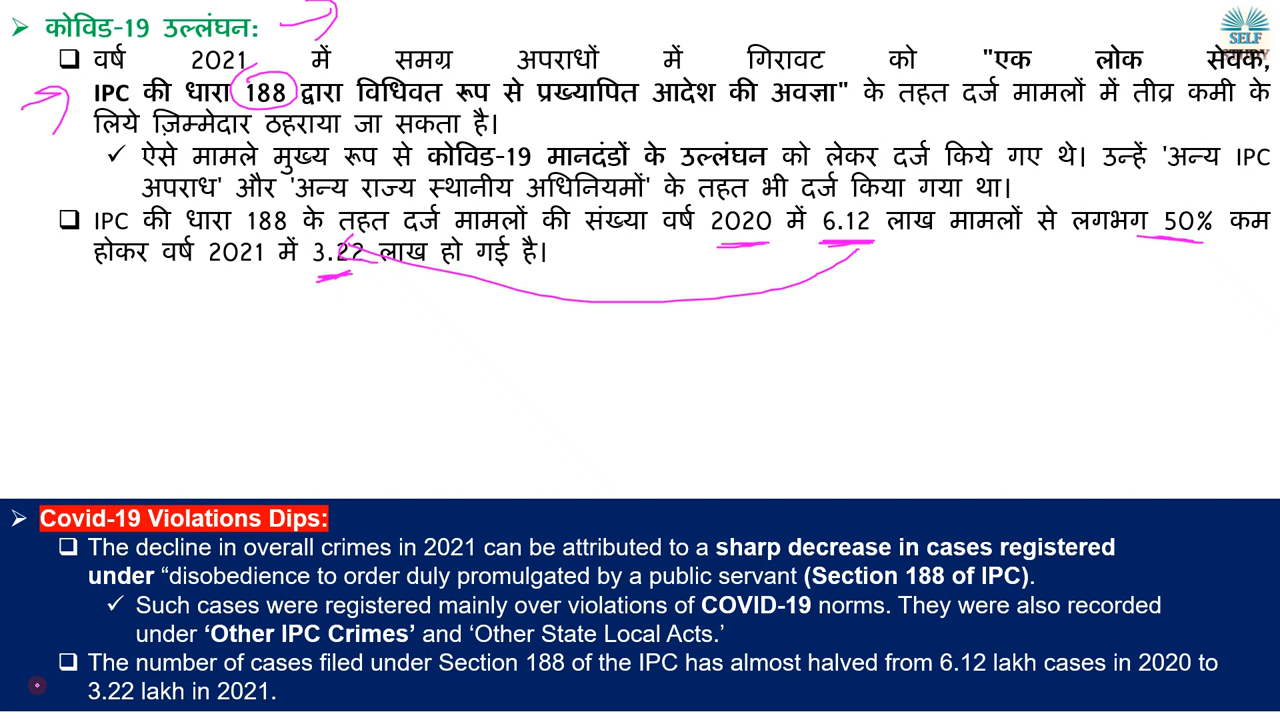 ➢ कोविड-19 उल्लंघन:
SELF
STUDY
❑ वर्ष 2021 में समग्र अपराधों में गिरावट को "एक लोक सेवक,
IPC की धारा 188 द्वारा विधिवत रूप से प्रख्यापित आदेश की अवज्ञा" के तहत दर्ज मामलों में तीव्र कमी के
लिये ज़िम्मेदार ठहराया जा सकता है।
✓ ऐसे मामले मुख्य रूप से कोविड-19 मानदंडों के उल्लंघन को लेकर दर्ज किये गए थे। उन्हें 'अन्य IPC
अपराध' और 'अन्य राज्य स्थानीय अधिनियमों' के तहत भी दर्ज किया गया था।
❑ IPC की धारा 188 के तहत दर्ज मामलों की संख्या वर्ष 2020 में 6.12 लाख मामलों से लगभग 50% कम
होकर वर्ष 2021 में 3.22 लाख हो गई है।
➢ Covid-19 Violations Dips:
❑ The decline in overall crimes in 2021 can be attributed to a sharp decrease in cases registered
under “disobedience to order duly promulgated by a public servant (Section 188 of IPC).
✓ Such cases were registered mainly over violations of COVID-19 norms. They were also recorded
under ‘Other IPC Crimes’ and ‘Other State Local Acts.’
❑ The number of cases filed under Section 188 of the IPC has almost halved from 6.12 lakh cases in 2020 to
3.22 lakh in 2021.